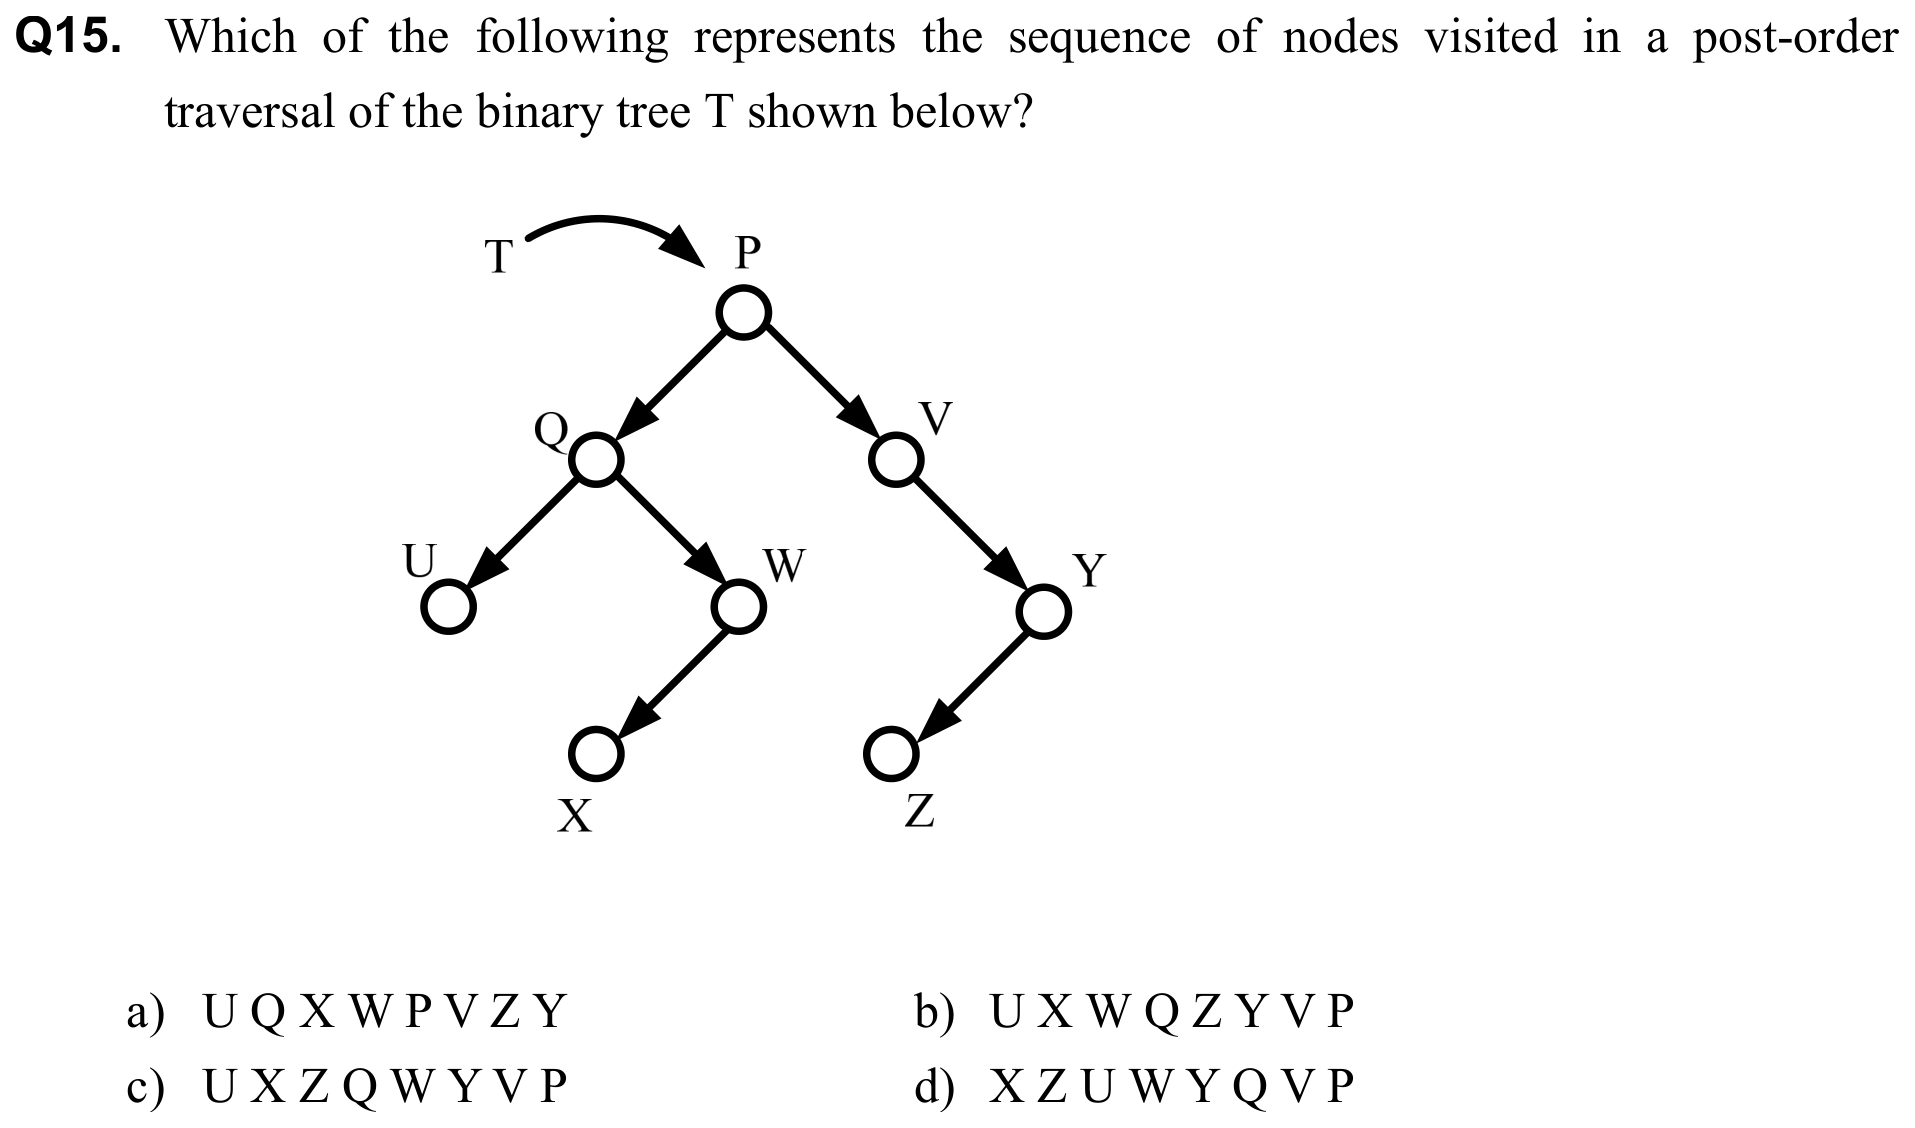 Q15. Which of the following represents the sequence of nodes visited in a post-order
traversal of the binary tree T shown below?
T
P
Q
V
U
W
Y
X
Z
a) U Q X W P V Z Y
b) U X W Q Z Y V P
c) U X Z Q W Y V P
d) X Z U W Y Q V P